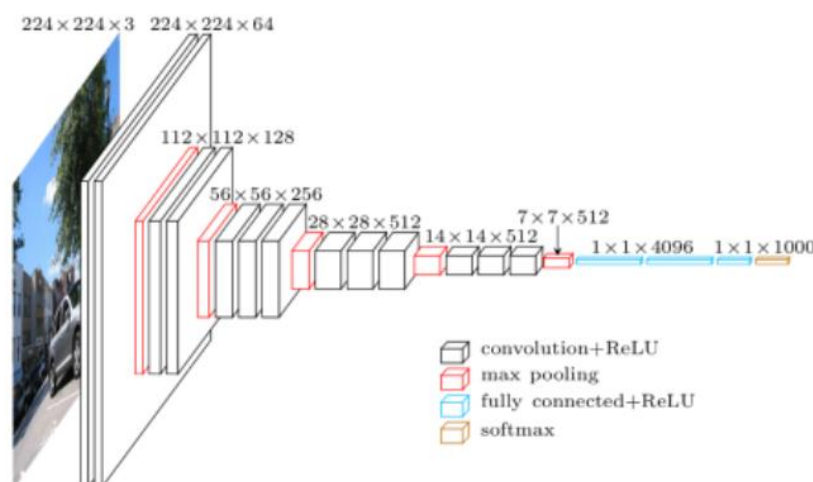 224×224×3
224×224×64
112×112×128
56×56×256
28×28×512
14×14×512
7×7×512
1×1×4096
1×1×1000
convolution+ReLU
max pooling
fully connected+ReLU
softmax